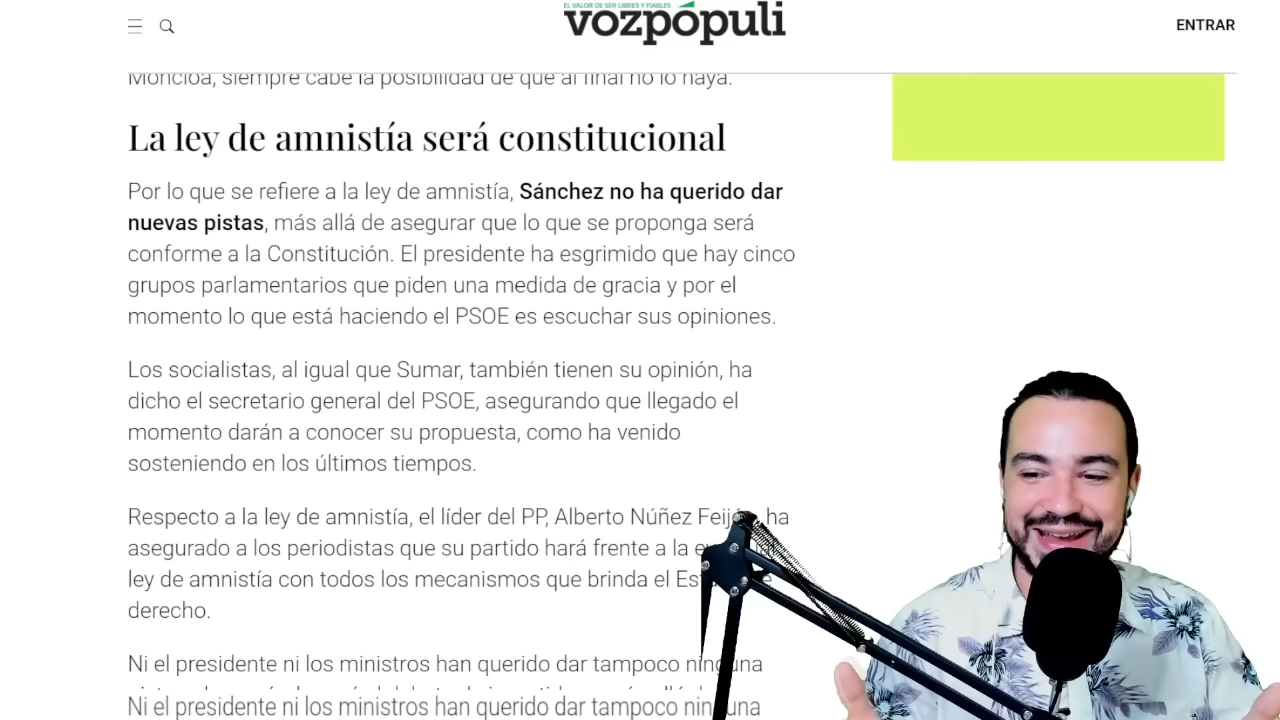 EL VALOR DE SER LIBRES Y FIABLES
vozpópuli
ENTRAR
Moncloa, siempre cabe la posibilidad de que al final no lo haya.
La ley de amnistía será constitucional
Por lo que se refiere a la ley de amnistía, Sánchez no ha querido dar
nuevas pistas, más allá de asegurar que lo que se proponga será
conforme a la Constitución. El presidente ha esgrimido que hay cinco
grupos parlamentarios que piden una medida de gracia y por el
momento lo que está haciendo el PSOE es escuchar sus opiniones.
Los socialistas, al igual que Sumar, también tienen su opinión, ha
dicho el secretario general del PSOE, asegurando que llegado el
momento darán a conocer su propuesta, como ha venido
sosteniendo en los últimos tiempos.
Respecto a la ley de amnistía, el líder del PP, Alberto Núñez Feijóo, ha
asegurado a los periodistas que su partido hará frente a la
ley de amnistía con todos los mecanismos que brinda el
derecho.
Ni el presidente ni los ministros han querido dar tampoco ninguna
Ni el presidente ni los ministros han querido dar tampoco ninguna